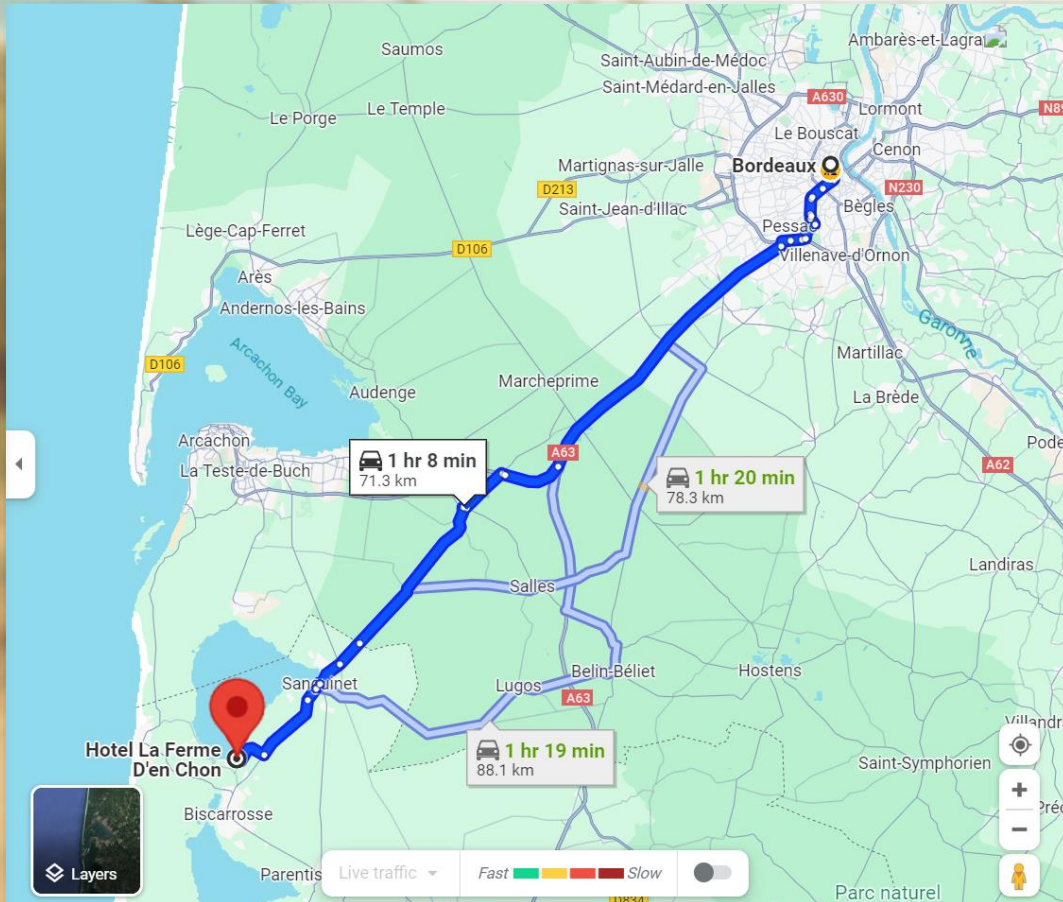 Saumos
Ambarès-et-Lagra
Saint-Aubin-de-Médoc
Saint-Médard-en-Jalles
A630
Le Temple
Le Porge
Lormont
N89
Le Bouscat
Cenon
Martignas-sur-Jalle
Bordeaux
D213
N230
Saint-Jean-d'Illac
Bègles
Pessac
Lège-Cap-Ferret
D106
Villenave-d'Ornon
Arès
Andernos-les-Bains
Garonne
Arcachon Bay
D106
Martillac
Marcheprime
Audenge
La Brède
Arcachon
A63
Pode
La Teste-de-Buch
1 hr 8 min
71.3 km
A62
1 hr 20 min
78.3 km
Landiras
Salles
Sanguinet
Lugos
Belin-Béliet
Hostens
A63
Villandr
Hotel La Ferme
D'en Chon
1 hr 19 min
88.1 km
Saint-Symphorien
Biscarrosse
Pré
Layers
Parentis
Live traffic
Fast
Slow
Parc naturel
D834